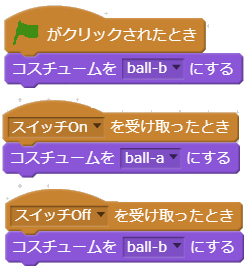 がクリックされたとき
コスチュームを ball-b にする
スイッチOn を受け取ったとき
コスチュームを ball-a にする
スイッチOff を受け取ったとき
コスチュームを ball-b にする